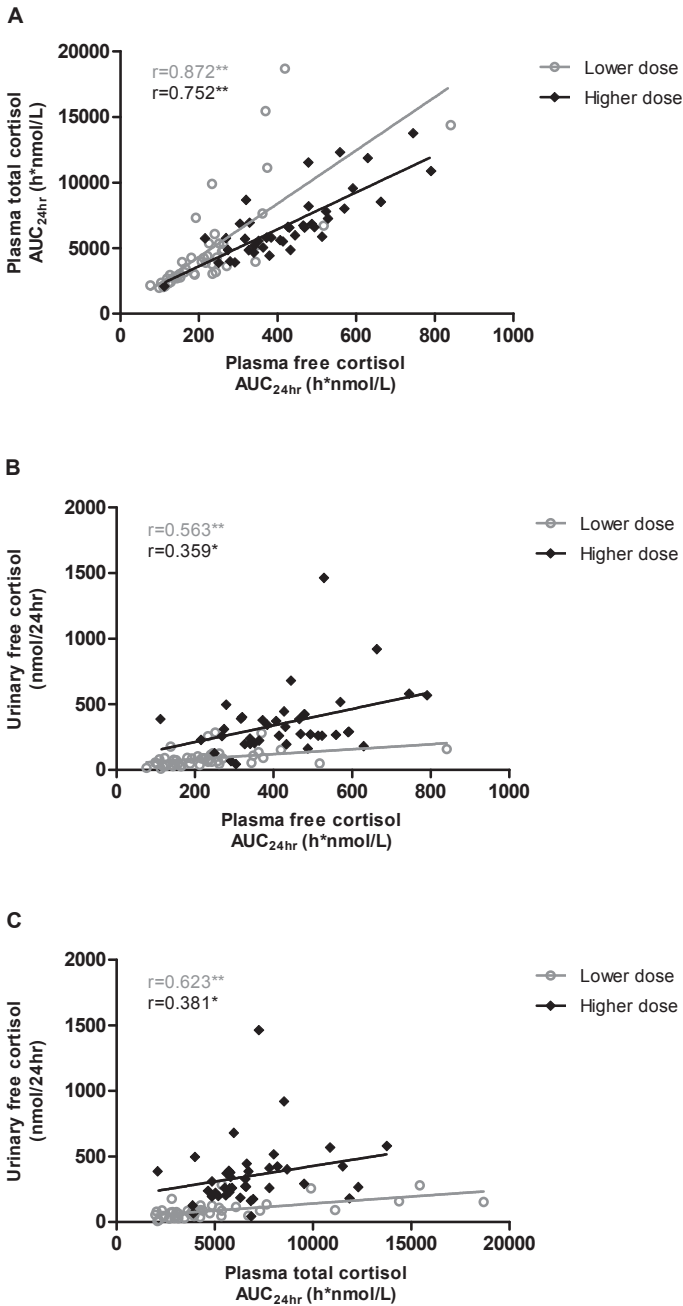 A
r=0.872**
r=0.752**
Lower dose
Higher dose
Plasma total cortisol
AUC24hr (h*nmol/L)
20000
15000
10000
5000
0
0 200 400 600 800 1000
Plasma free cortisol
AUC24hr (h*nmol/L)
B
r=0.563**
r=0.359*
Lower dose
Higher dose
Urinary free cortisol
(nmol/24hr)
2000
1500
1000
500
0
0 200 400 600 800 1000
Plasma free cortisol
AUC24hr (h*nmol/L)
C
r=0.623**
r=0.381*
Lower dose
Higher dose
Urinary free cortisol
(nmol/24hr)
2000
1500
1000
500
0
0 5000 10000 15000 20000
Plasma total cortisol
AUC24hr (h*nmol/L)